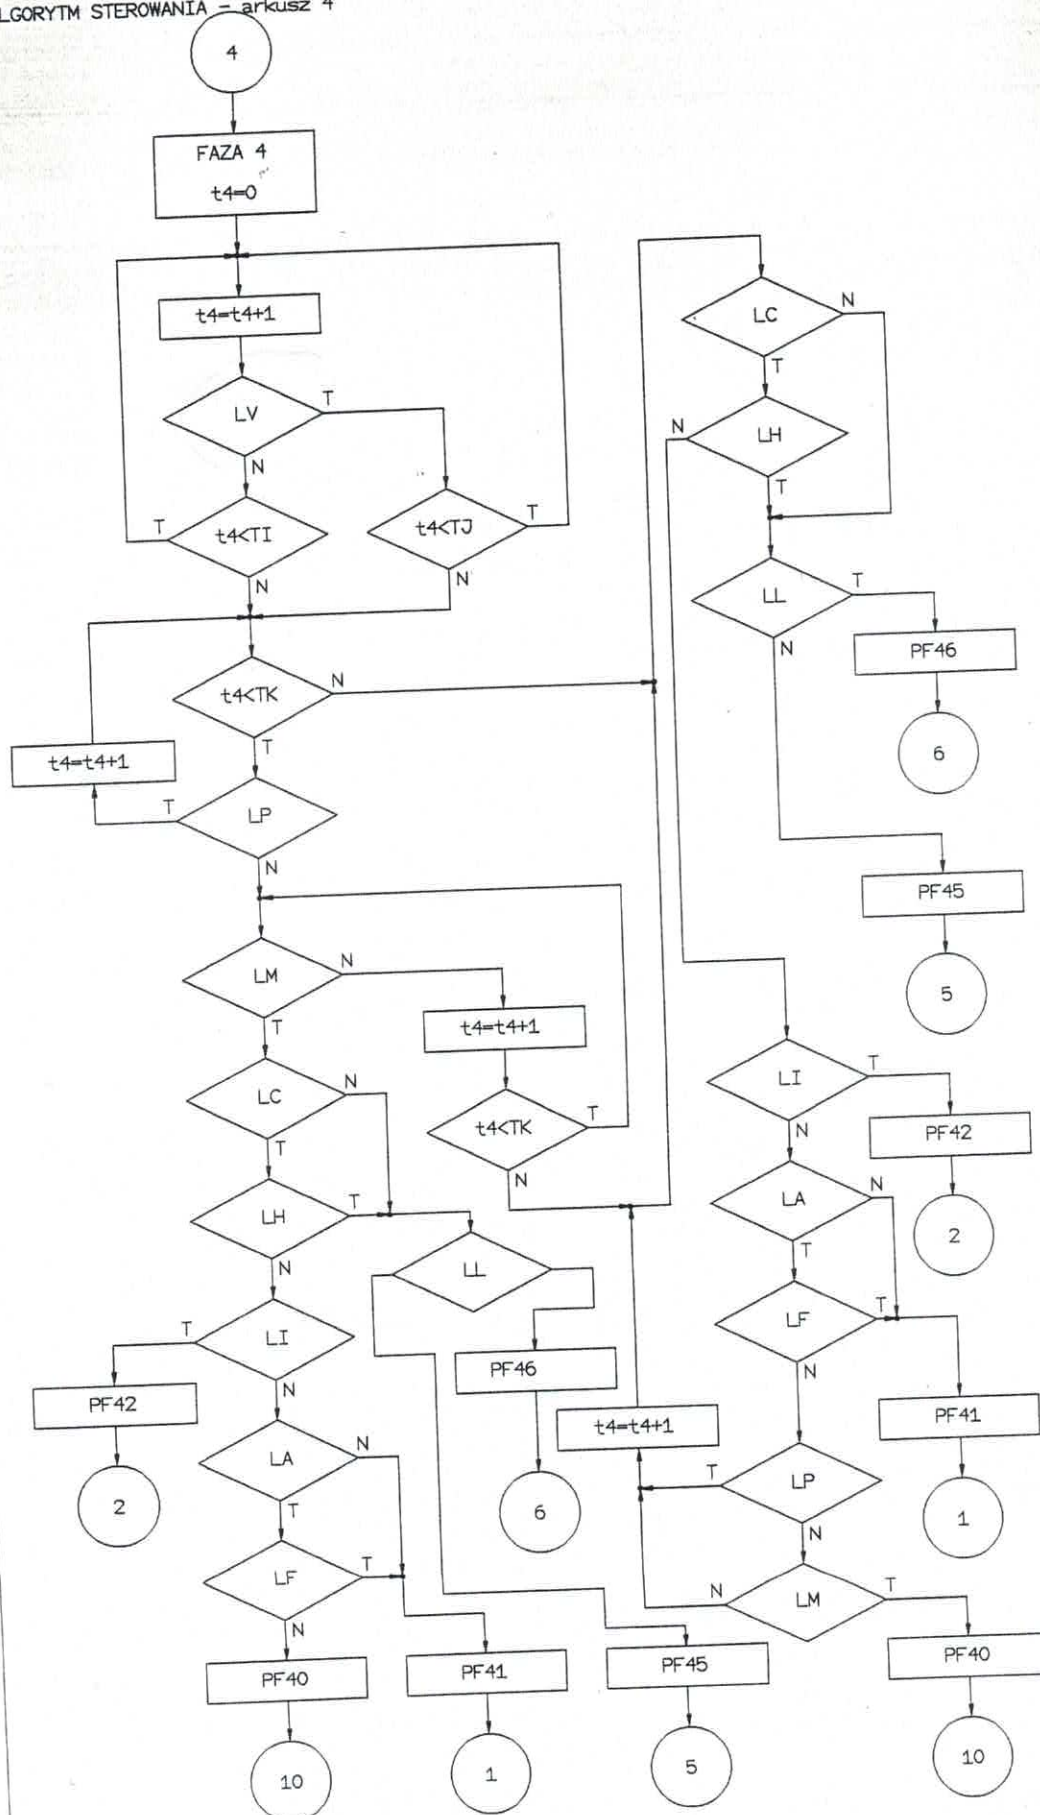 LGORYTM STEROWANIA - arkusz 4
4
FAZA 4
t4=0
t4=t4+1
LV
T
N
t4<TI
T
N
t4<TJ
T
N
t4<TK
N
T
t4=t4+1
LP
T
N
LM
N
T
t4=t4+1
t4<TK
T
N
LC
N
T
LH
T
N
LL
PF46
6
LI
T
N
PF42
2
LA
N
T
LF
T
N
PF40
10
PF41
1
PF45
5
LC
N
T
LH
N
T
LL
T
N
PF46
6
PF45
5
LI
T
N
PF42
2
LA
N
T
LF
T
N
PF41
1
t4=t4+1
LP
T
N
LM
N
T
PF40
10